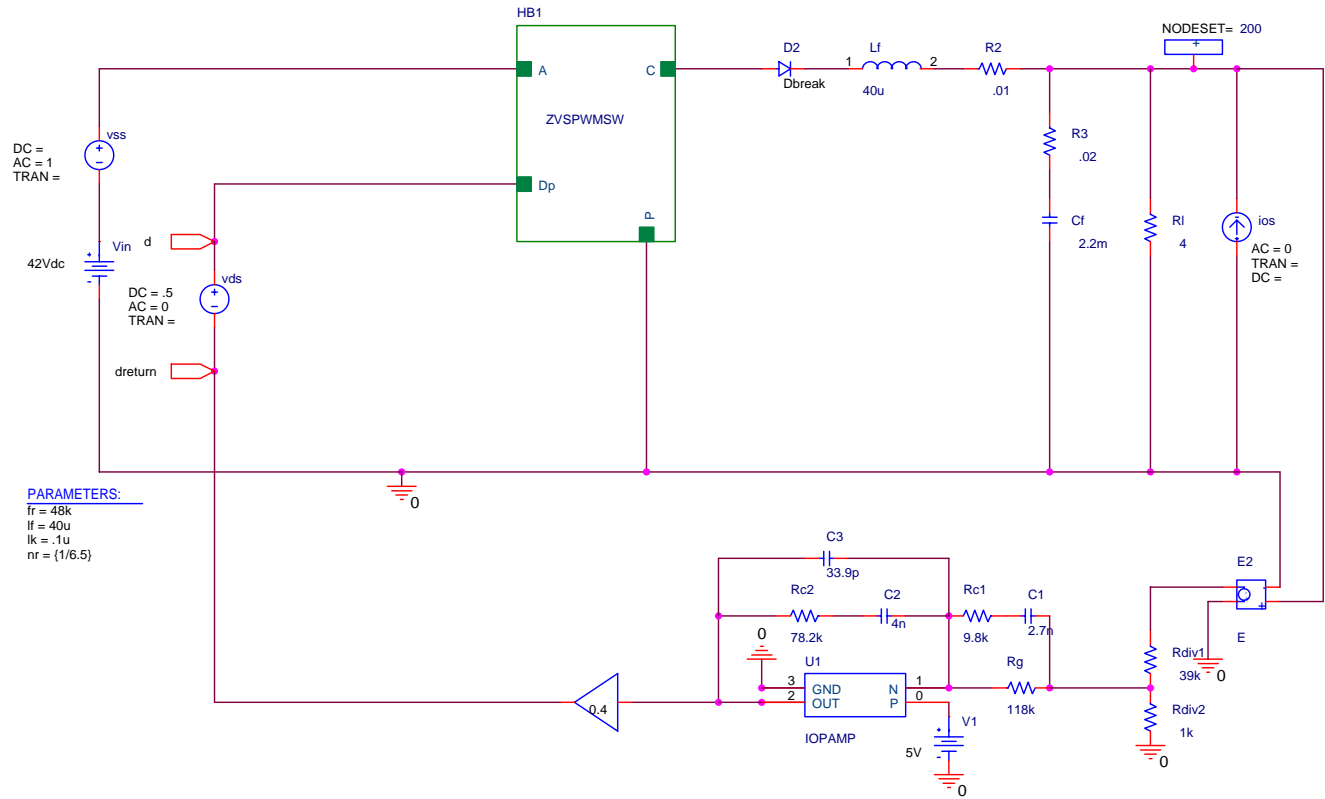 HB1
A
C
ZVSPWMSW
Dp
P
D2
Dbreak
Lf
1
2
40u
R2
.01
NODESET= 200
+
vss
DC =
AC = 1
TRAN =
Vin
42Vdc
d
vds
DC = .5
AC = 0
TRAN =
dreturn
R3
.02
Cf
2.2m
Rl
4
ios
AC = 0
TRAN =
DC =
0
PARAMETERS:
fr = 48k
lf = 40u
lk = .1u
nr = {1/6.5}
C3
33.9p
Rc2
78.2k
C2
4n
Rc1
9.8k
C1
2.7n
E2
E
0
0
U1
3
2
GND
OUT
N
P
1
0
IOPAMP
Rg
118k
Rdiv1
39k
Rdiv2
1k
0
0.4
V1
5V
0